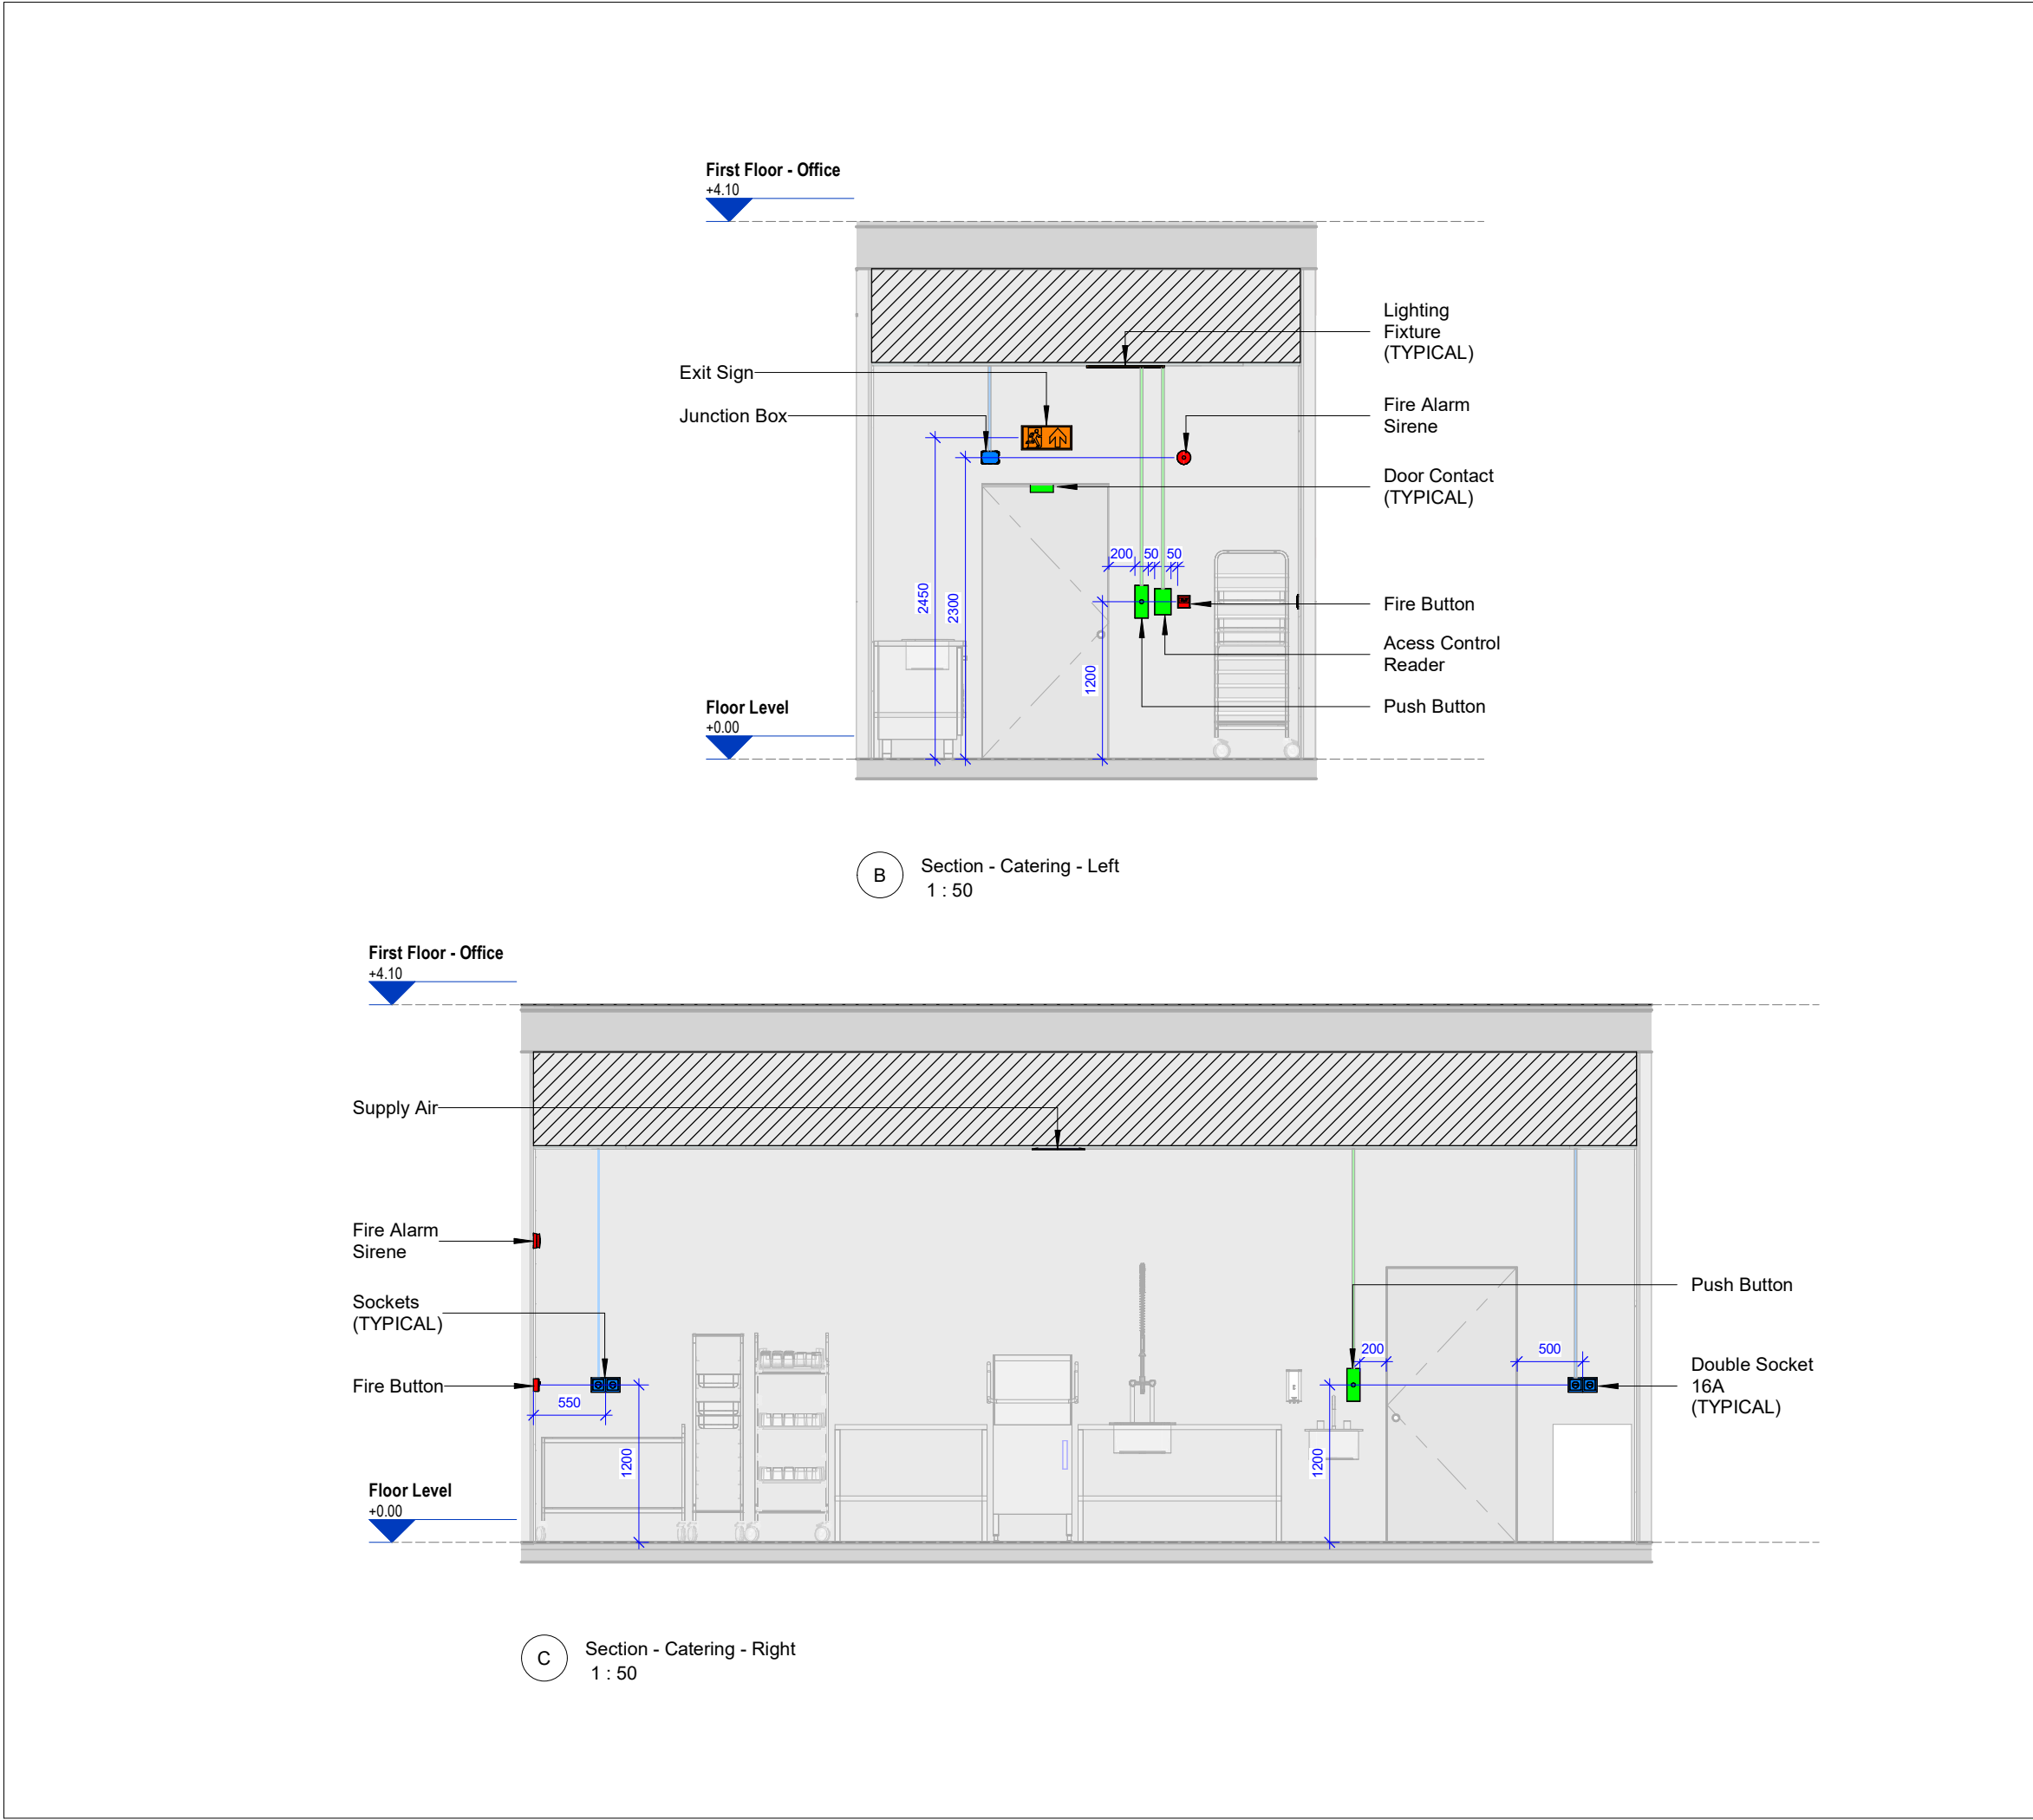 First Floor - Office
+4.10
Lighting
Fixture
(TYPICAL)
Exit Sign
Junction Box
Fire Alarm
Sirene
Door Contact
(TYPICAL)
200
50
50
2450
2300
Fire Button
Acess Control
Reader
1200
Push Button
Floor Level
+0.00
B
Section - Catering - Left
1 : 50
First Floor - Office
+4.10
Supply Air
Fire Alarm
Sirene
Sockets
(TYPICAL)
Push Button
200
500
Double Socket
16A
(TYPICAL)
Fire Button
550
1200
1200
Floor Level
+0.00
C
Section - Catering - Right
1 : 50